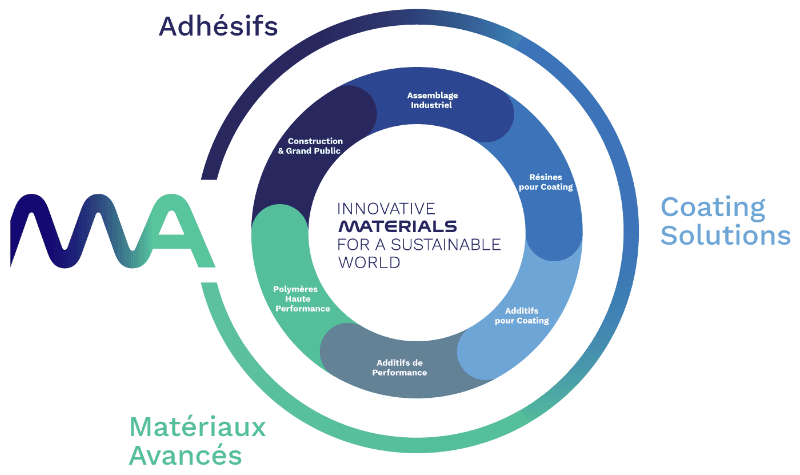 Adhésifs
Assemblage
Industriel
Construction
& Grand Public
Résines
pour Coating
MA
INNOVATIVE
MATERIALS
FOR A SUSTAINABLE
WORLD
Coating
Solutions
Polymères
Haute
Performance
Additifs
pour Coating
Additifs de
Performance
Matériaux
Avancés